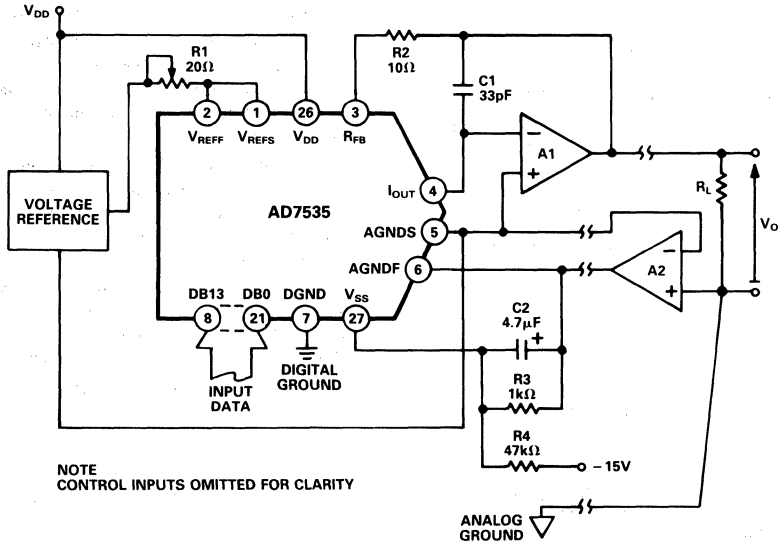 VDD
R1
20Ω
R2
10Ω
C1
33pF
2
1
26
3
VREFF
VREFS
VDD
RFB
A1
VOLTAGE
REFERENCE
AD7535
IOUT
4
AGNDS
5
AGNDF
6
RL
VO
A2
DB13
DB0
DGND
VSS
8
21
7
27
C2
4.7μF
INPUT
DATA
DIGITAL
GROUND
R3
1kΩ
R4
47kΩ
–15V
NOTE
CONTROL INPUTS OMITTED FOR CLARITY
ANALOG
GROUND